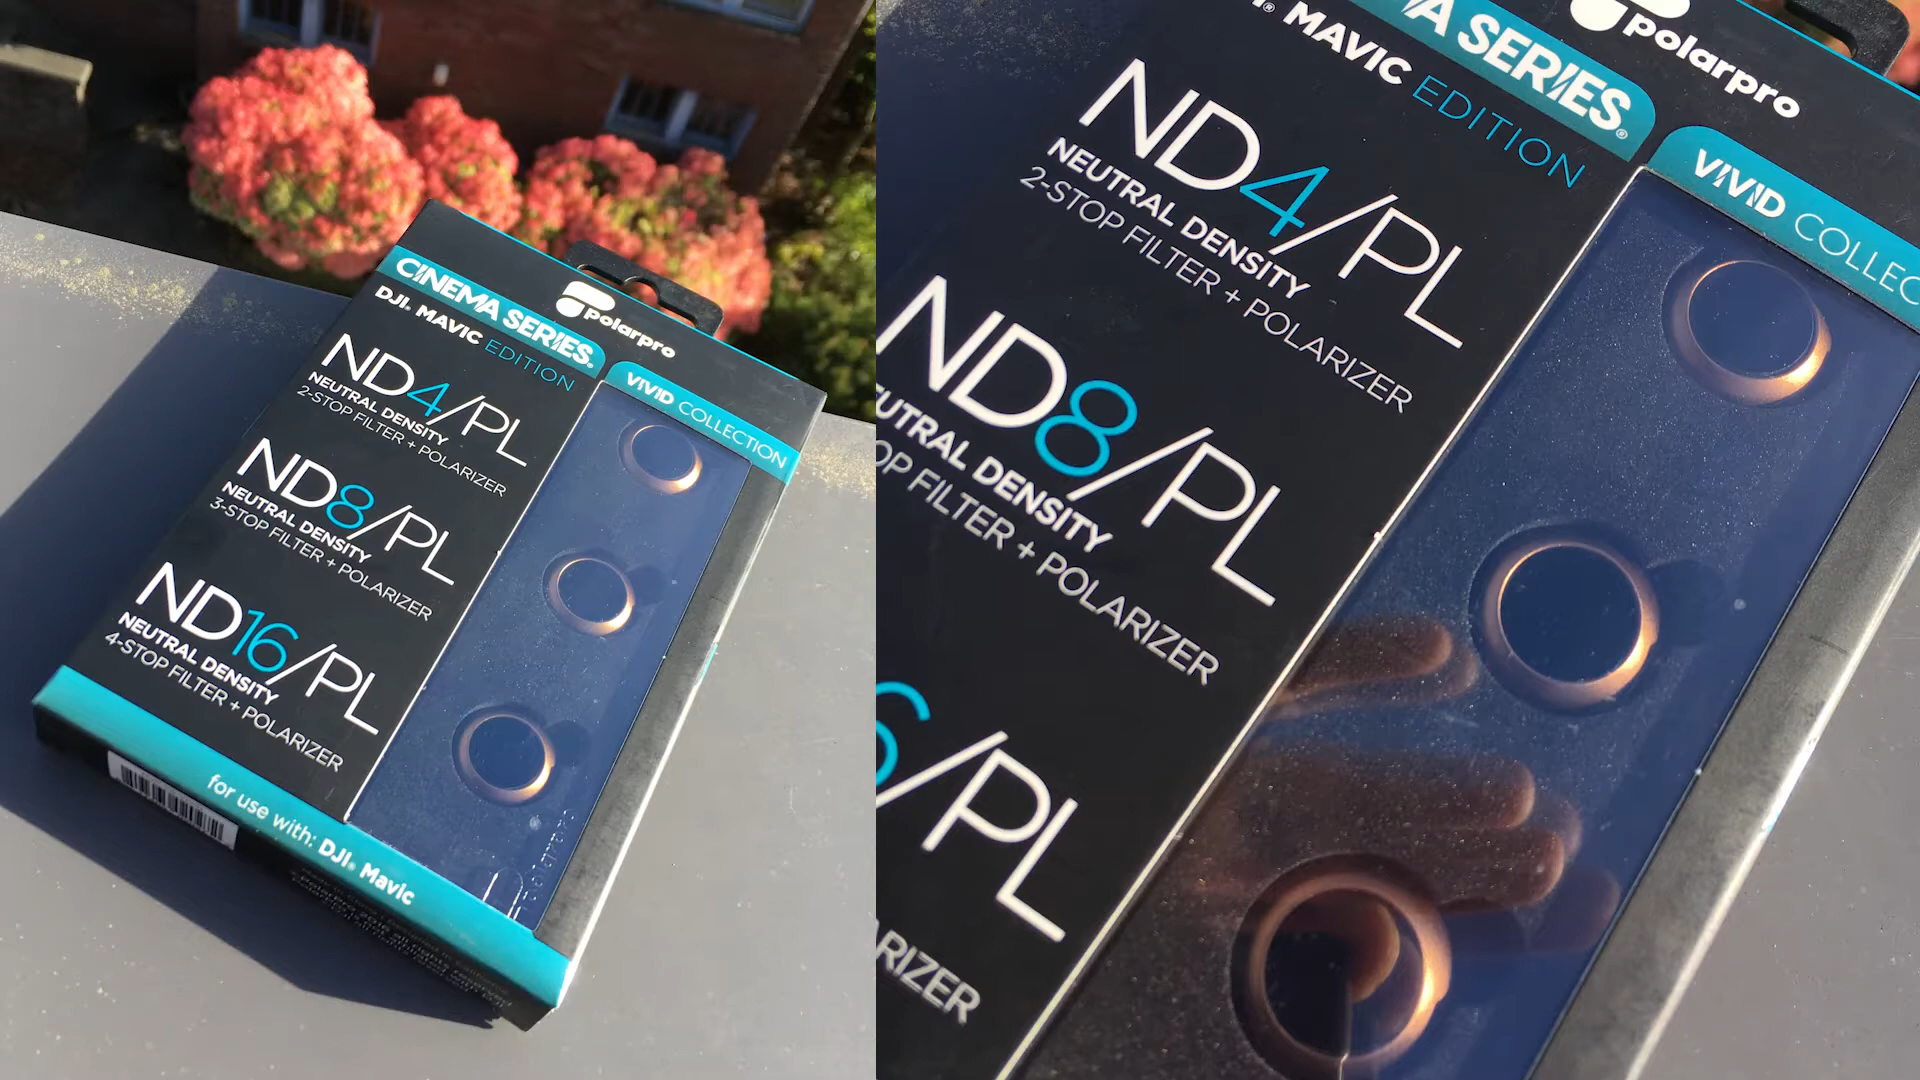 polarpro
CINEMA SERIES®
DJI. MAVIC EDITION
VIVID COLLECTION
ND4/PL
NEUTRAL DENSITY
2-STOP FILTER + POLARIZER
ND8/PL
NEUTRAL DENSITY
3-STOP FILTER + POLARIZER
ND16/PL
NEUTRAL DENSITY
4-STOP FILTER + POLARIZER
for use with: DJI. Mavic
polarpro
A SERIES®
MAVIC EDITION
VIVID COLLEC
ND4/PL
NEUTRAL DENSITY
2-STOP FILTER + POLARIZER
ND8/PL
UTRAL DENSITY
OP FILTER + POLARIZER
6/PL
RIZER